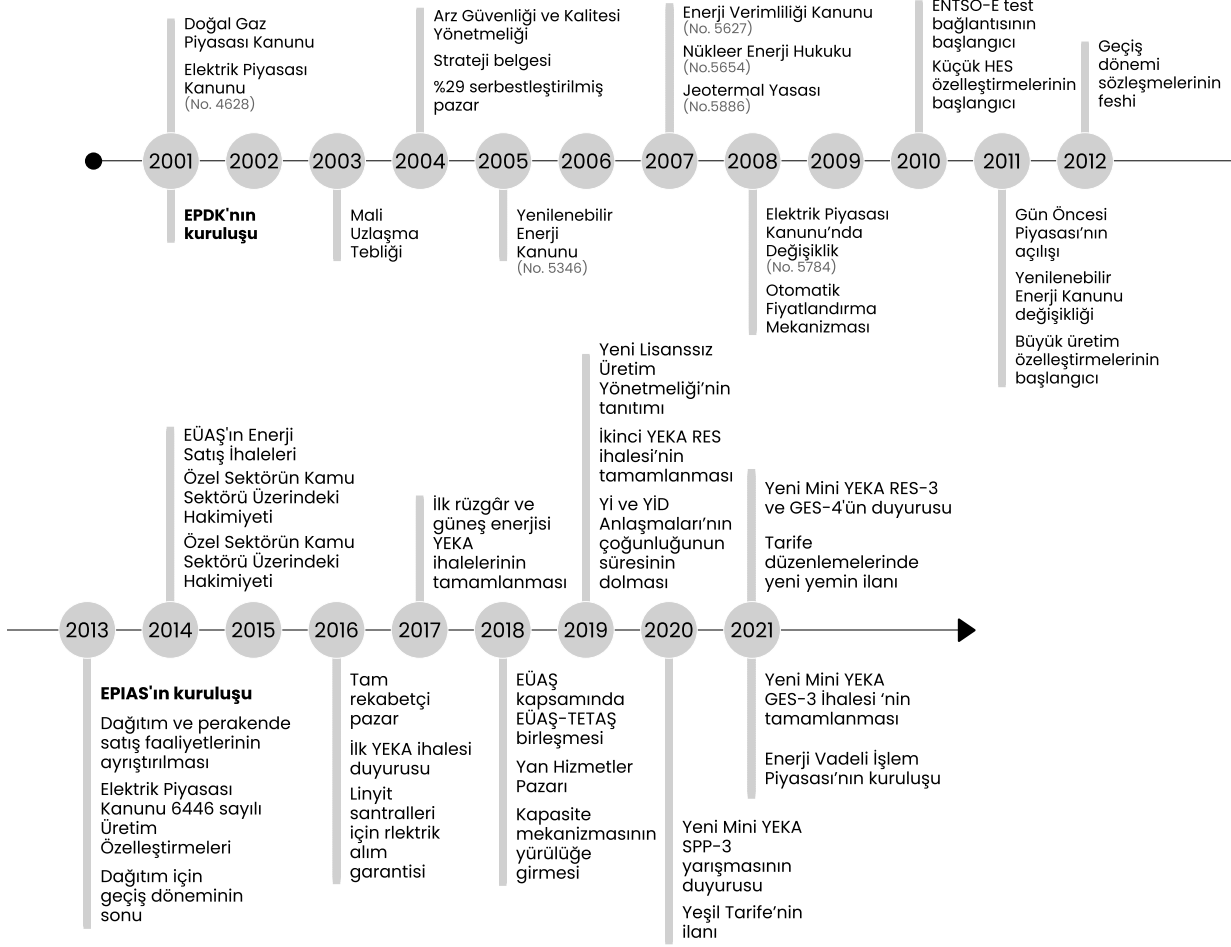 Doğal Gaz
Piyasası Kanunu
Elektrik Piyasası
Kanunu
(No. 4628)
Arz Güvenliği ve Kalitesi
Yönetmeliği
Strateji belgesi
%29 serbestleştirilmiş
pazar
Enerji Verimliliği Kanunu
(No. 5627)
Nükleer Enerji Hukuku
(No.5654)
Jeotermal Yasası
(No.5886)
ENTSO-E test
bağlantısının
başlangıcı
Küçük HES
özelleştirmelerinin
başlangıcı
Geçiş
dönemi
sözleşmelerinin
feshi
2001
2002
2003
2004
2005
2006
2007
2008
2009
2010
2011
2012
EPDK'nın
kuruluşu
Mali
Uzlaşma
Tebliği
Yenilenebilir
Enerji
Kanunu
(No. 5346)
Elektrik Piyasası
Kanunu’nda
Değişiklik
(No. 5784)
Otomatik
Fiyatlandırma
Mekanizması
Gün Öncesi
Piyasası’nın
açılışı
Yenilenebilir
Enerji Kanunu
değişikliği
Büyük üretim
özelleştirmelerinin
başlangıcı
EÜAŞ'ın Enerji
Satış İhaleleri
Özel Sektörün Kamu
Sektörü Üzerindeki
Hakimiyeti
Özel Sektörün Kamu
Sektörü Üzerindeki
Hakimiyeti
İlk rüzgâr ve
güneş enerjisi
YEKA
ihalelerinin
tamamlanması
Yeni Lisanssız
Üretim
Yönetmeliği’nin
tanıtımı
İkinci YEKA RES
ihalesi’nin
tamamlanması
Yİ ve YİD
Anlaşmaları’nın
çoğunluğunun
süresinin
dolması
Yeni Mini YEKA RES-3
ve GES-4'ün duyurusu
Tarife
düzenlemelerinde
yeni yemin ilanı
2013
2014
2015
2016
2017
2018
2019
2020
2021
EPIAS'ın kuruluşu
Dağıtım ve perakende
satış faaliyetlerinin
ayrıştırılması
Elektrik Piyasası
Kanunu 6446 sayılı
Üretim
Özelleştirmeleri
Dağıtım için
geçiş döneminin
sonu
Tam
rekabetçi
pazar
İlk YEKA ihalesi
duyurusu
Linyit
santralleri
için rlektrik
alım
garantisi
EÜAŞ
kapsamında
EÜAŞ-TETAŞ
birleşmesi
Yan Hizmetler
Pazarı
Kapasite
mekanizmasının
yürülüğe
girmesi
Yeni Mini YEKA
SPP-3
yarışmasının
duyurusu
Yeşil Tarife’nin
ilanı
Yeni Mini YEKA
GES-3 İhalesi ‘nin
tamamlanması
Enerji Vadeli İşlem
Piyasası’nın kuruluşu